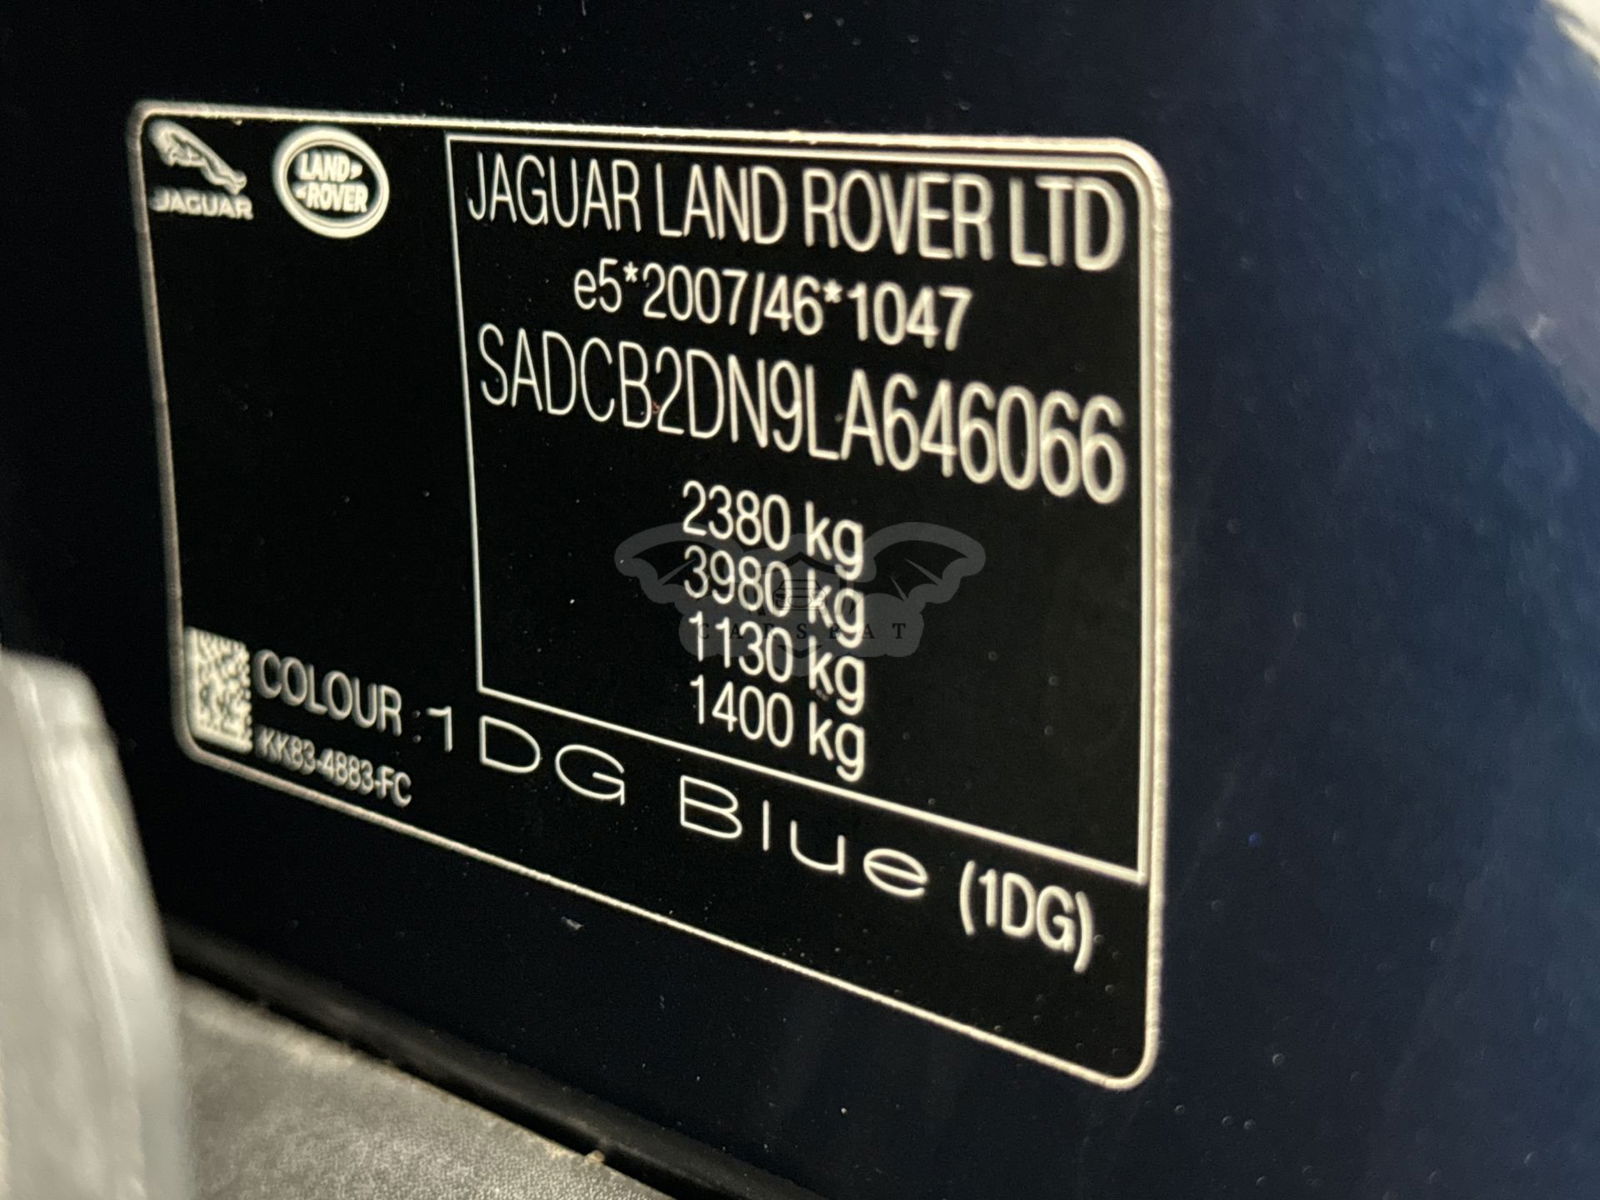 JAGUAR
LAND
ROVER
JAGUAR LAND ROVER LTD
e5*2007/46*1047
SADCB2DN9LA646066
2380 kg
3980 kg
1130 kg
1400 kg
CARSPAT
COLOUR :1DG Blue (1DG)
KK83-4883-FC